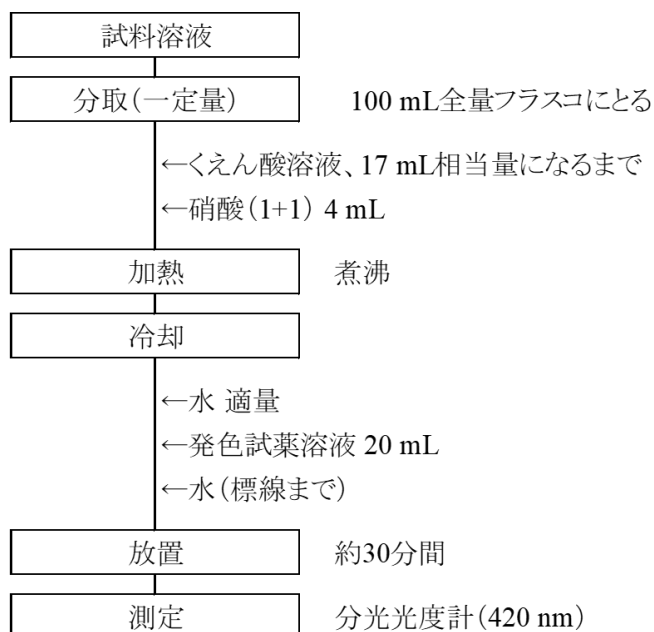 試料溶液
分取(一定量) 100 mL全量フラスコにとる
←くえん酸溶液、17 mL相当量になるまで
←硝酸(1+1) 4 mL
加熱 煮沸
冷却
←水 適量
←発色試薬溶液 20 mL
←水(標線まで)
放置 約30分間
測定 分光光度計(420 nm)